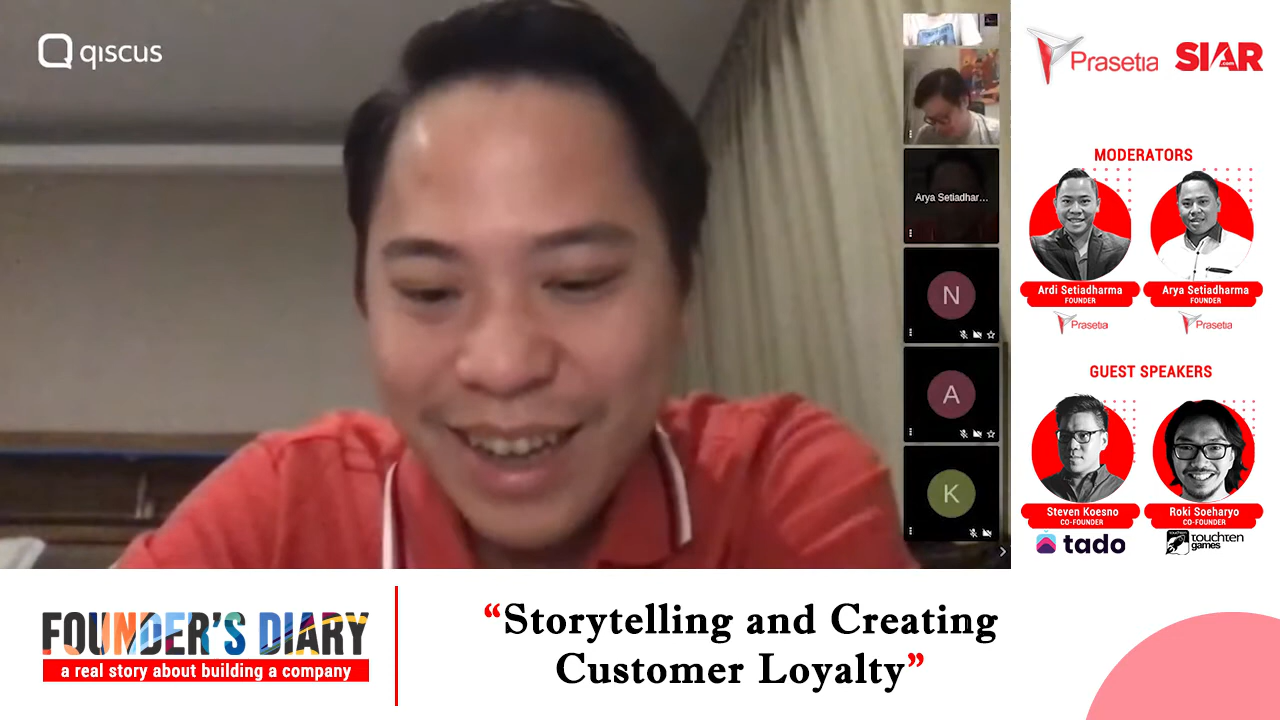 qıscus
Arya Setiadhar...
N
A
K
Prasetia
SIAR
.com
MODERATORS
Ardi Setiadharma
FOUNDER
Prasetia
Arya Setiadharma
FOUNDER
Prasetia
GUEST SPEAKERS
Steven Koesno
CO-FOUNDER
tado
Roki Soeharyo
CO-FOUNDER
touchten
games
FOUNDER'S DIARY
a real story about building a company
“Storytelling and Creating
Customer Loyalty”